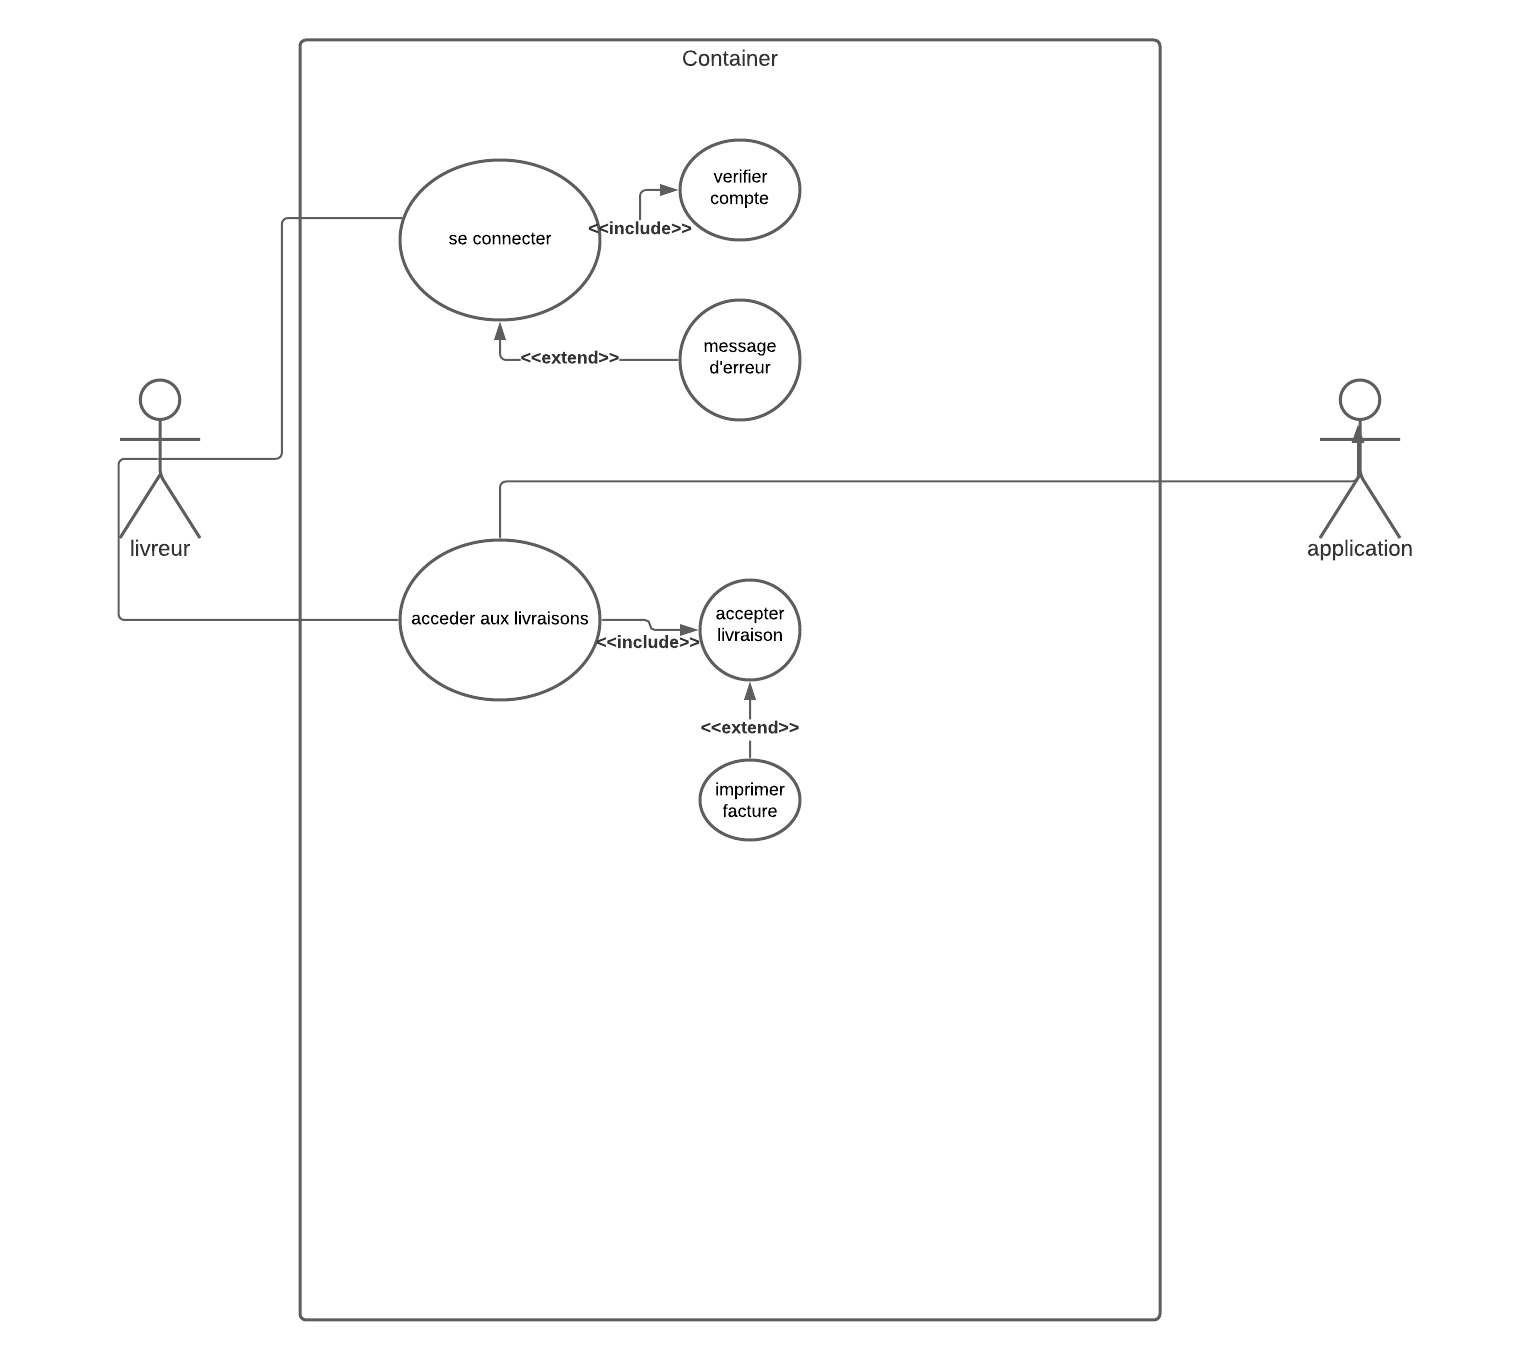 Container
verifier
compte
se connecter
<<include>>
message
d'erreur
<<extend>>
livreur
application
acceder aux livraisons
accepter
livraison
<<include>>
<<extend>>
imprimer
facture